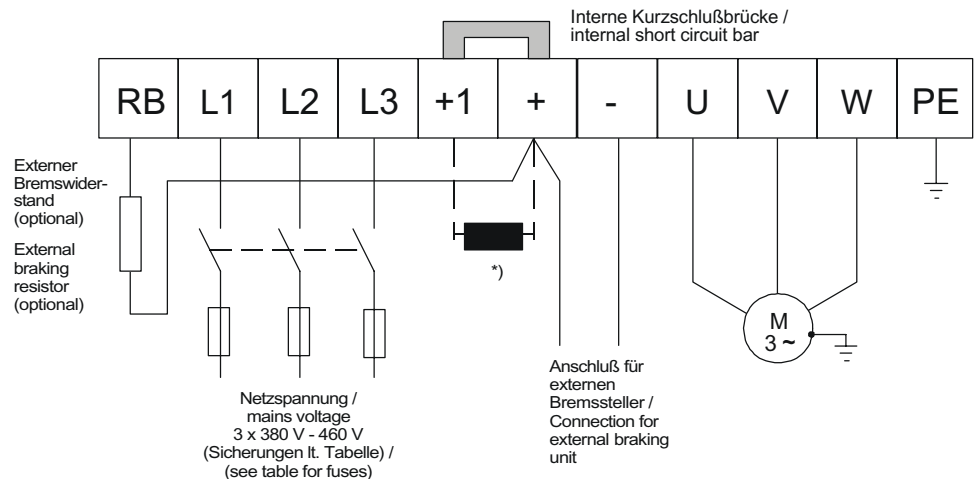 Interne Kurzschlußbrücke /
internal short circuit bar
RB L1 L2 L3 +1 + - U V W PE
Externer
Bremswider-
stand
(optional)
External
braking
resistor
(optional)
*)
M
3 ~
Netzspannung /
mains voltage
3 x 380 V - 460 V
(Sicherungen lt. Tabelle) /
(see table for fuses)
Anschluß für
externen
Bremssteller /
Connection for
external braking
unit